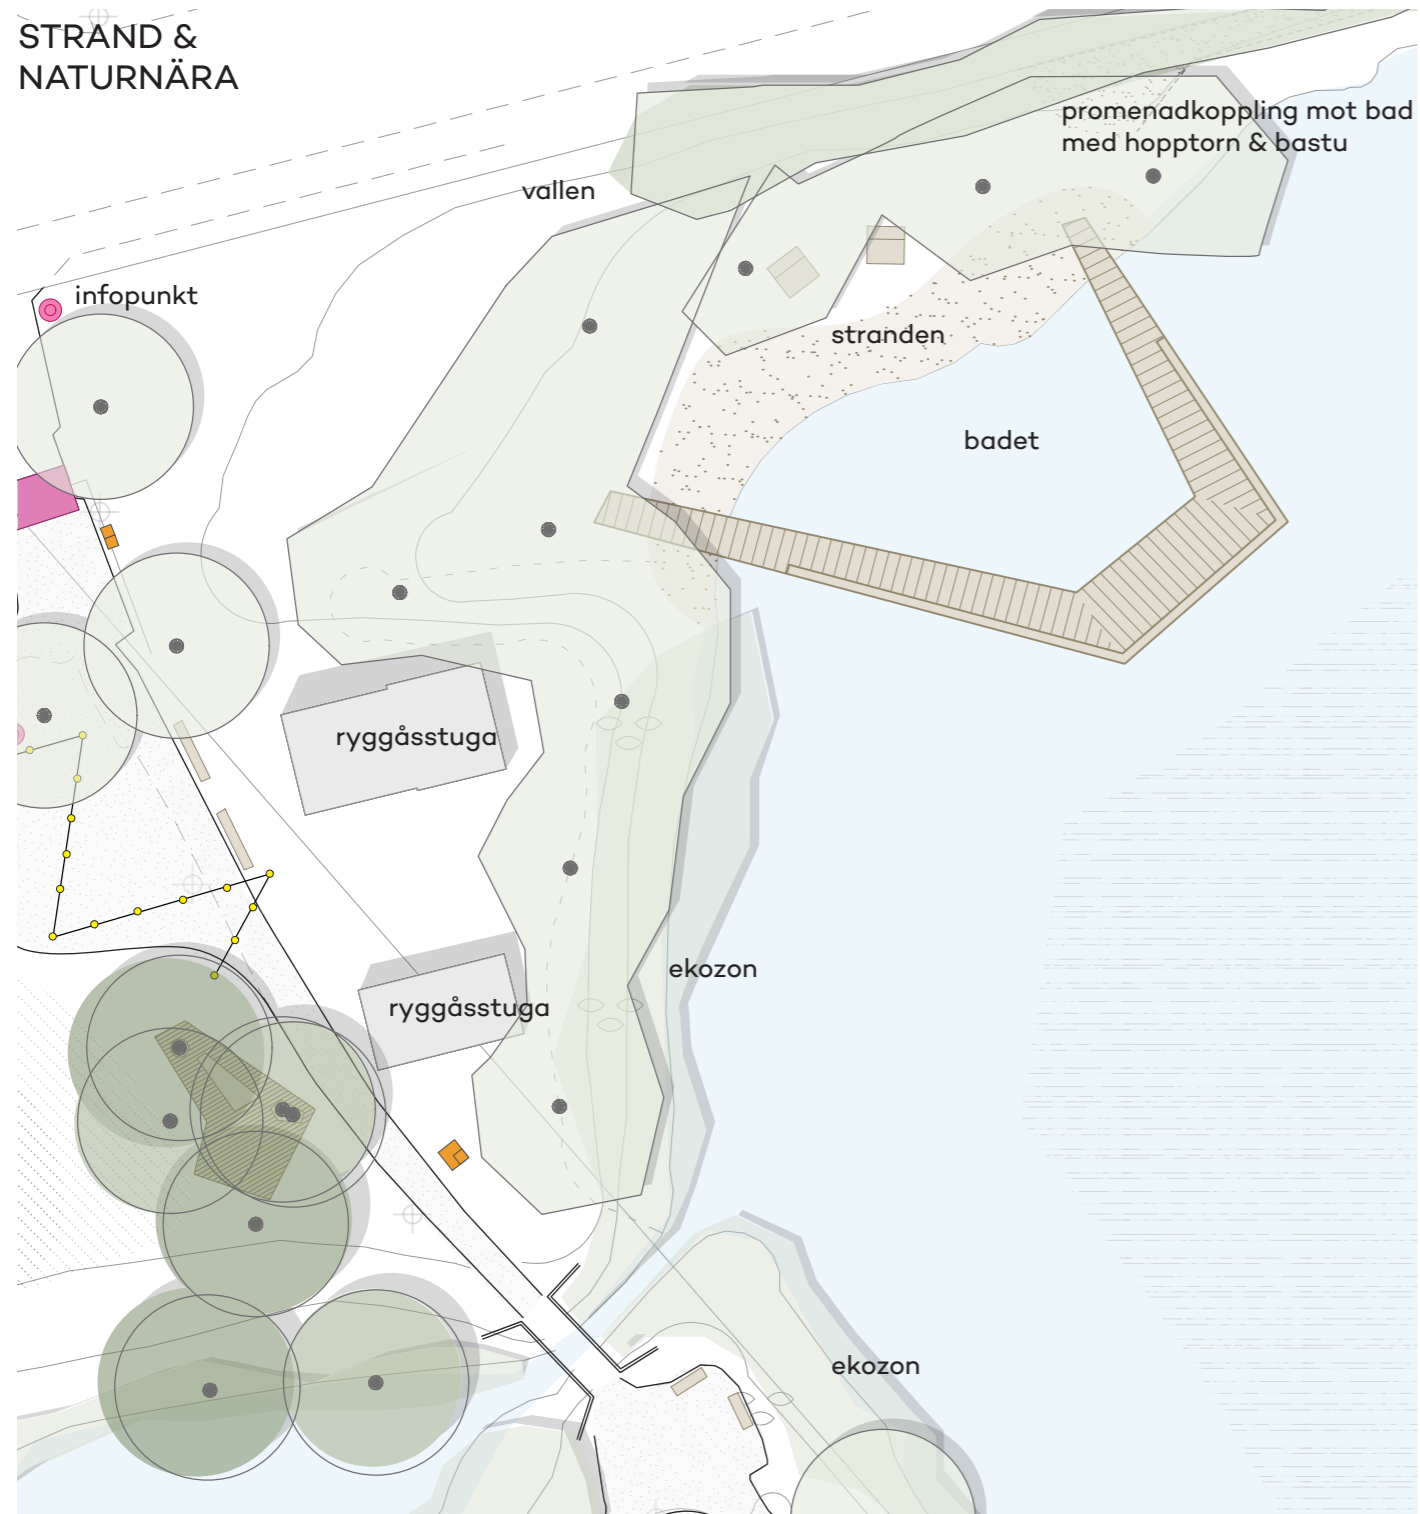 STRAND &
NATURNÄRA
promenadkoppling mot bad
med hopptorn & bastu
vallen
infopunkt
stranden
badet
ryggåsstuga
ekozon
ryggåsstuga
ekozon